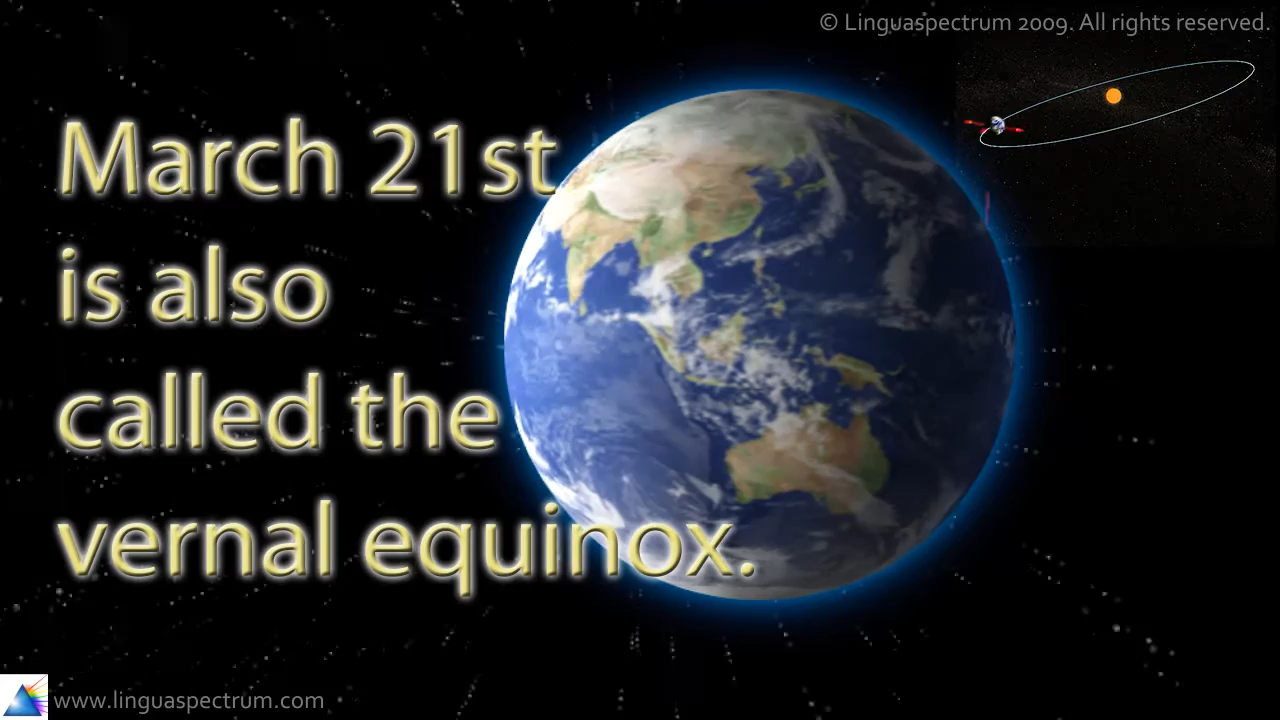 © Linguaspectrum 2009. All rights reserved.
March 21st
is also
called the
vernal equinox.
www.linguaspectrum.com